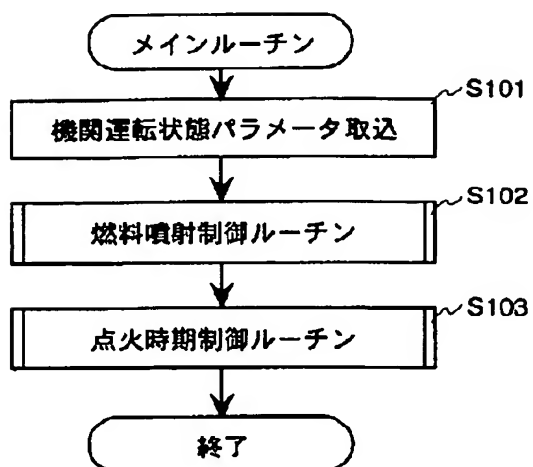 メインルーチン
S101
機関運転状態パラメータ取込
S102
燃料噴射制御ルーチン
S103
点火時期制御ルーチン
終了